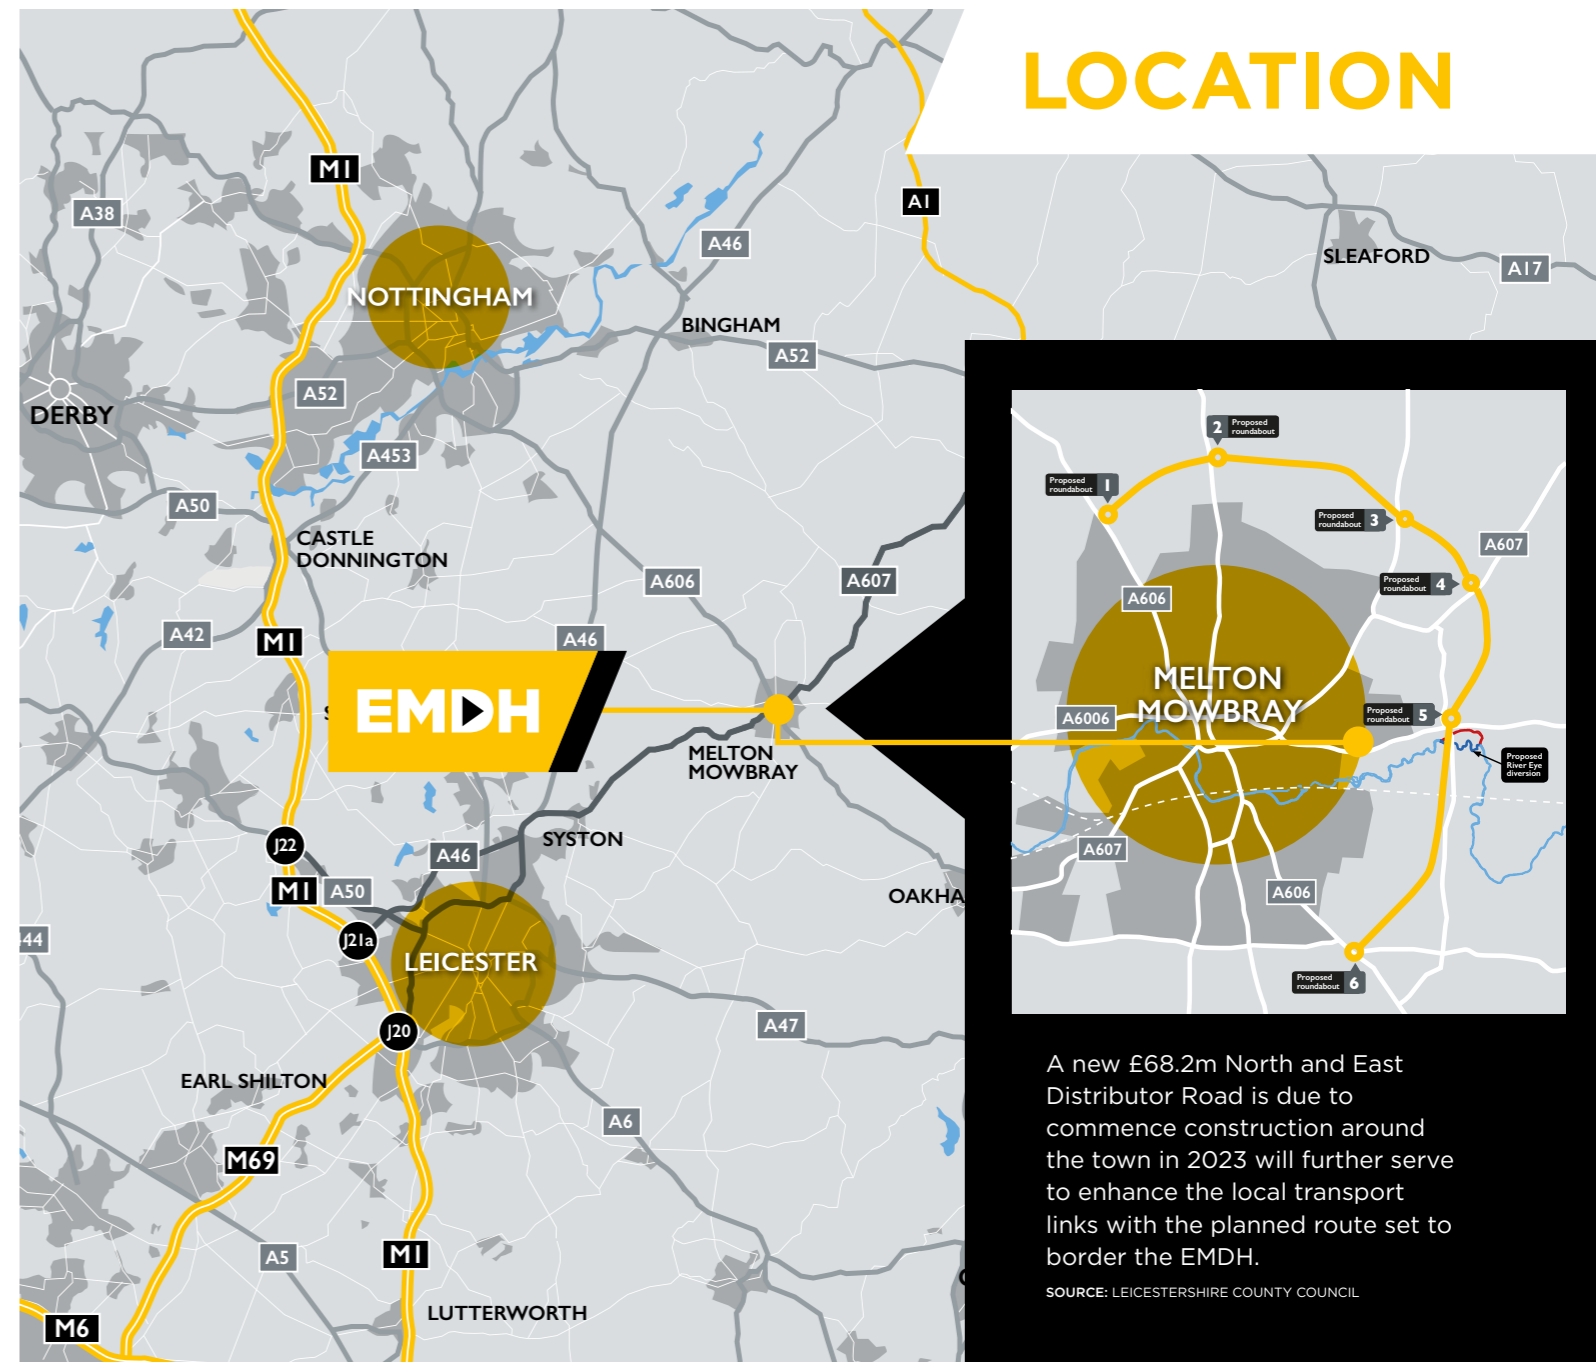 LOCATION
M1
A38
A1
A46
SLEAFORD
A17
NOTTINGHAM
BINGHAM
A52
A52
DERBY
A453
A50
CASTLE
DONNINGTON
A606
A607
A42
M1
A46
EMDH
MELTON
MOWBRAY
SYSTON
J22
A46
M1
A50
OAKHA
J21a
44
LEICESTER
J20
A47
EARL SHILTON
A6
M69
A5
M1
LUTTERWORTH
M6
2 Proposed
roundabout
Proposed
roundabout 1
Proposed
roundabout 3
A607
Proposed
roundabout 4
A606
MELTON
MOWBRAY
A6006
Proposed
roundabout 5
Proposed
River Eye
diversion
A607
A606
Proposed
roundabout 6
A new £68.2m North and East
Distributor Road is due to
commence construction around
the town in 2023 will further serve
to enhance the local transport
links with the planned route set to
border the EMDH.
SOURCE: LEICESTERSHIRE COUNTY COUNCIL